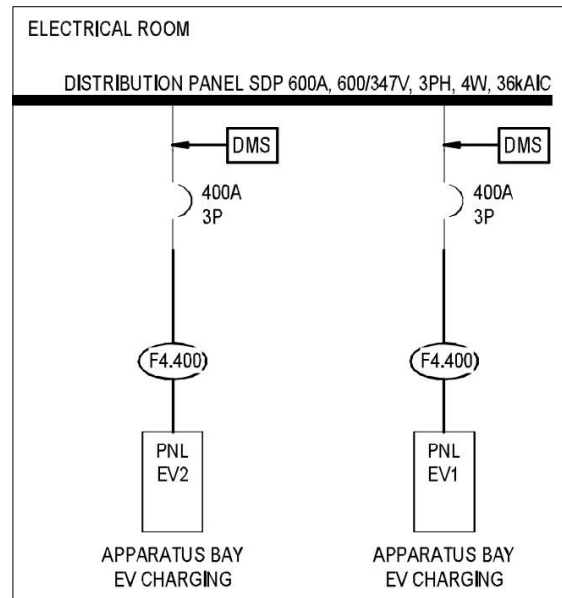 ELECTRICAL ROOM
DISTRIBUTION PANEL SDP 600A, 600/347V, 3PH, 4W, 36kAIC
DMS
DMS
400A
3P
400A
3P
F4.400
F4.400
PNL
EV2
PNL
EV1
APPARATUS BAY
EV CHARGING
APPARATUS BAY
EV CHARGING